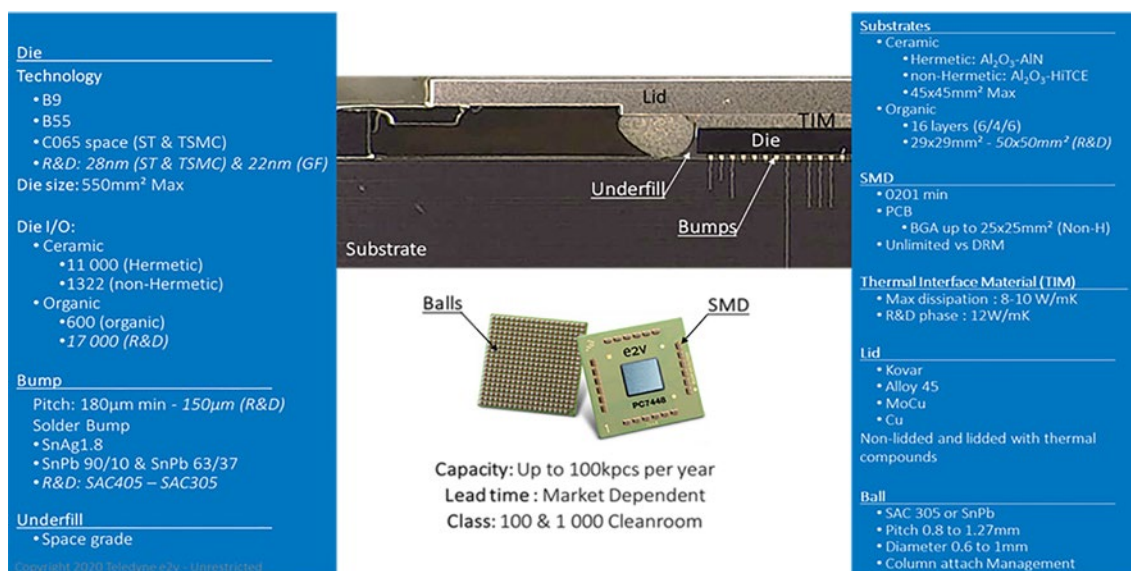 Die
Technology
• B9
• B55
• C065 space (ST & TSMC)
• R&D: 28nm (ST & TSMC) & 22nm (GF)
Die size: 550mm² Max
Die I/O:
• Ceramic
• 11 000 (Hermetic)
• 1322 (non-Hermetic)
• Organic
• 600 (organic)
• 17 000 (R&D)
Bump
Pitch: 180µm min - 150µm (R&D)
Solder Bump
• SnAg1.8
• SnPb 90/10 & SnPb 63/37
• R&D: SAC405 – SAC305
Underfill
• Space grade
Copyright 2020 Teledyne e2v - Unrestricted
Lid
TIM
Die
Underfill
Bumps
Substrate
Balls
SMD
e2v
PC7448
Capacity: Up to 100kpcs per year
Lead time : Market Dependent
Class: 100 & 1 000 Cleanroom
Substrates
• Ceramic
• Hermetic: Al₂O₃-AlN
• non-Hermetic: Al₂O₃-HiTCE
• 45x45mm² Max
• Organic
• 16 layers (6/4/6)
• 29x29mm² - 50x50mm² (R&D)
SMD
• 0201 min
• PCB
• BGA up to 25x25mm² (Non-H)
• Unlimited vs DRM
Thermal Interface Material (TIM)
• Max dissipation : 8-10 W/mK
• R&D phase : 12W/mK
Lid
• Kovar
• Alloy 45
• MoCu
• Cu
Non-lidded and lidded with thermal
compounds
Ball
• SAC 305 or SnPb
• Pitch 0.8 to 1.27mm
• Diameter 0.6 to 1mm
• Column attach Management